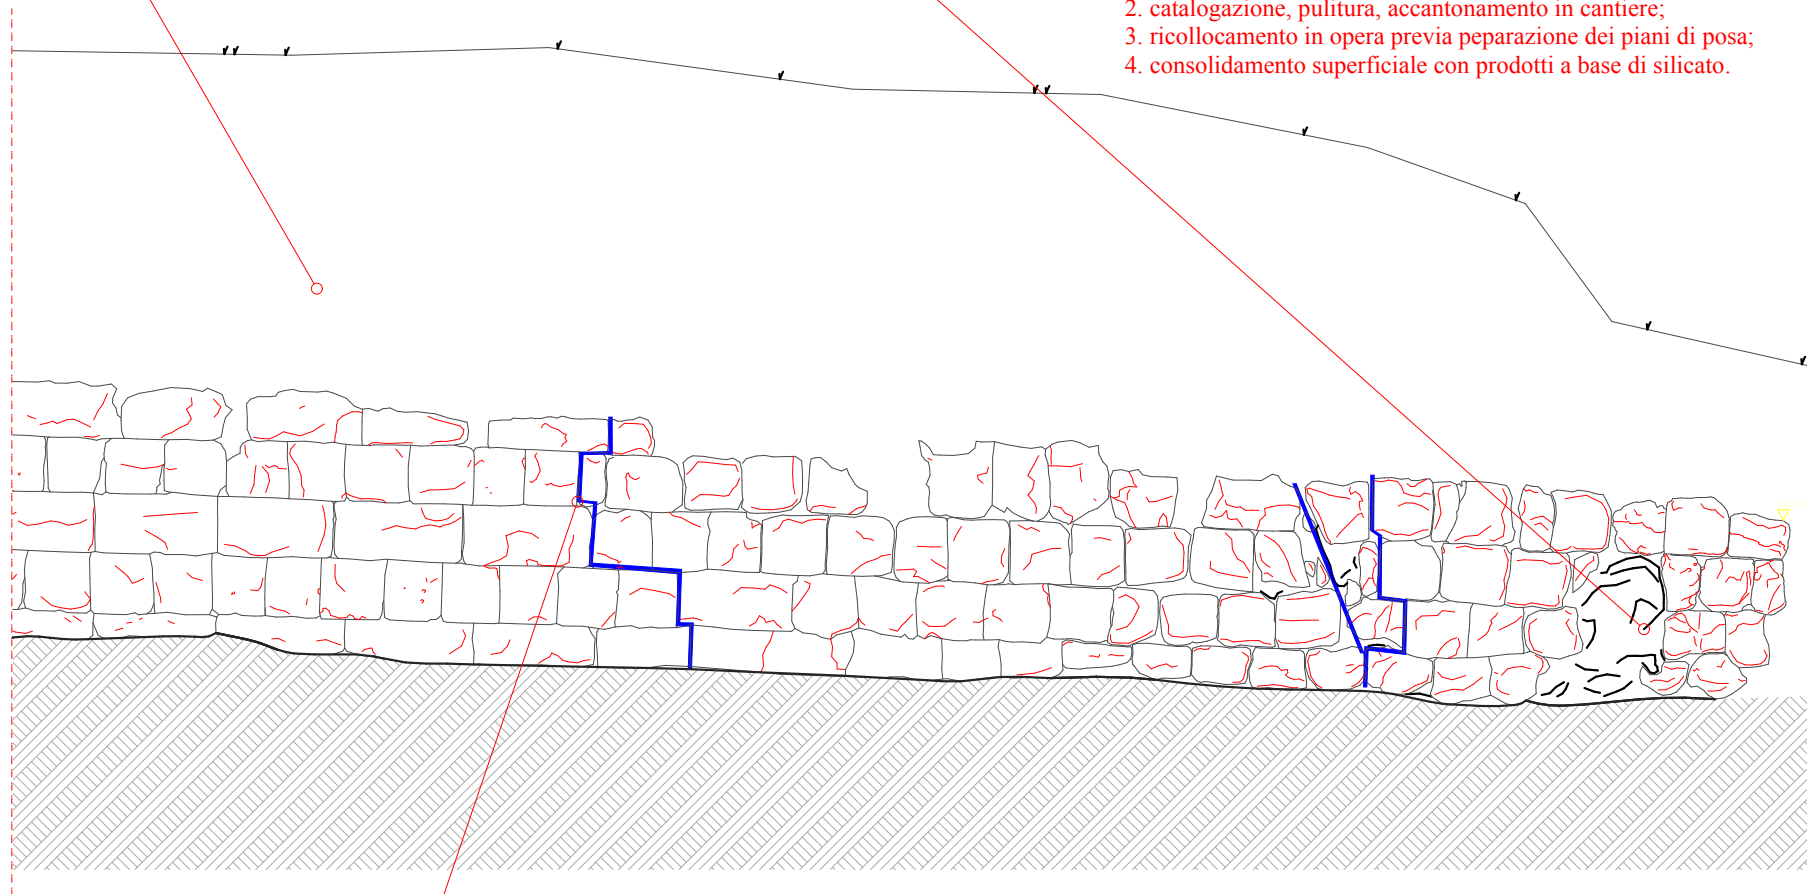 2. catalogazione, pulitura, accantonamento in cantiere;
3. ricollocamento in opera previa peparazione dei piani di posa;
4. consolidamento superficiale con prodotti a base di silicato.